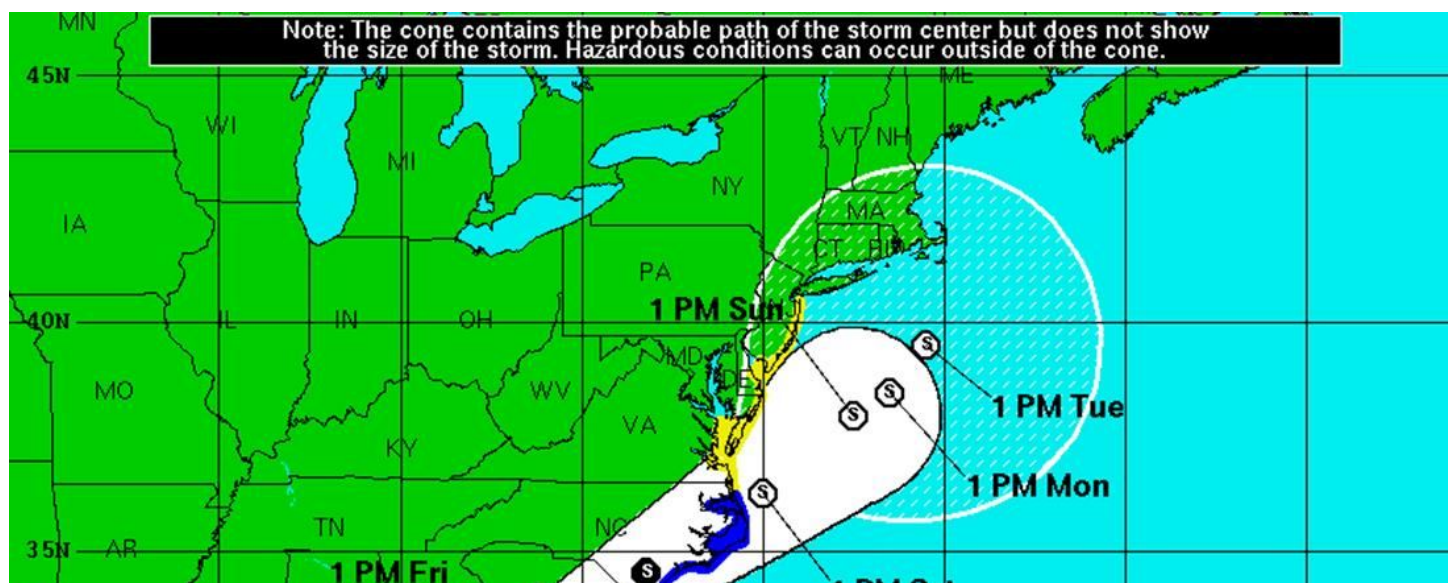 Note: The cone contains the probable path of the storm center but does not show
the size of the storm. Hazardous conditions can occur outside of the cone.
MN
45N
ME
WI
VT
NH
MI
NY
MA
IA
CT
RI
PA
1 PM Sun
NJ
40N
IL
IN
OH
S
MD
DE
MO
WV
S
1 PM Tue
S
VA
KY
1 PM Mon
S
TN
NC
35N
AR
1 PM Fri
S